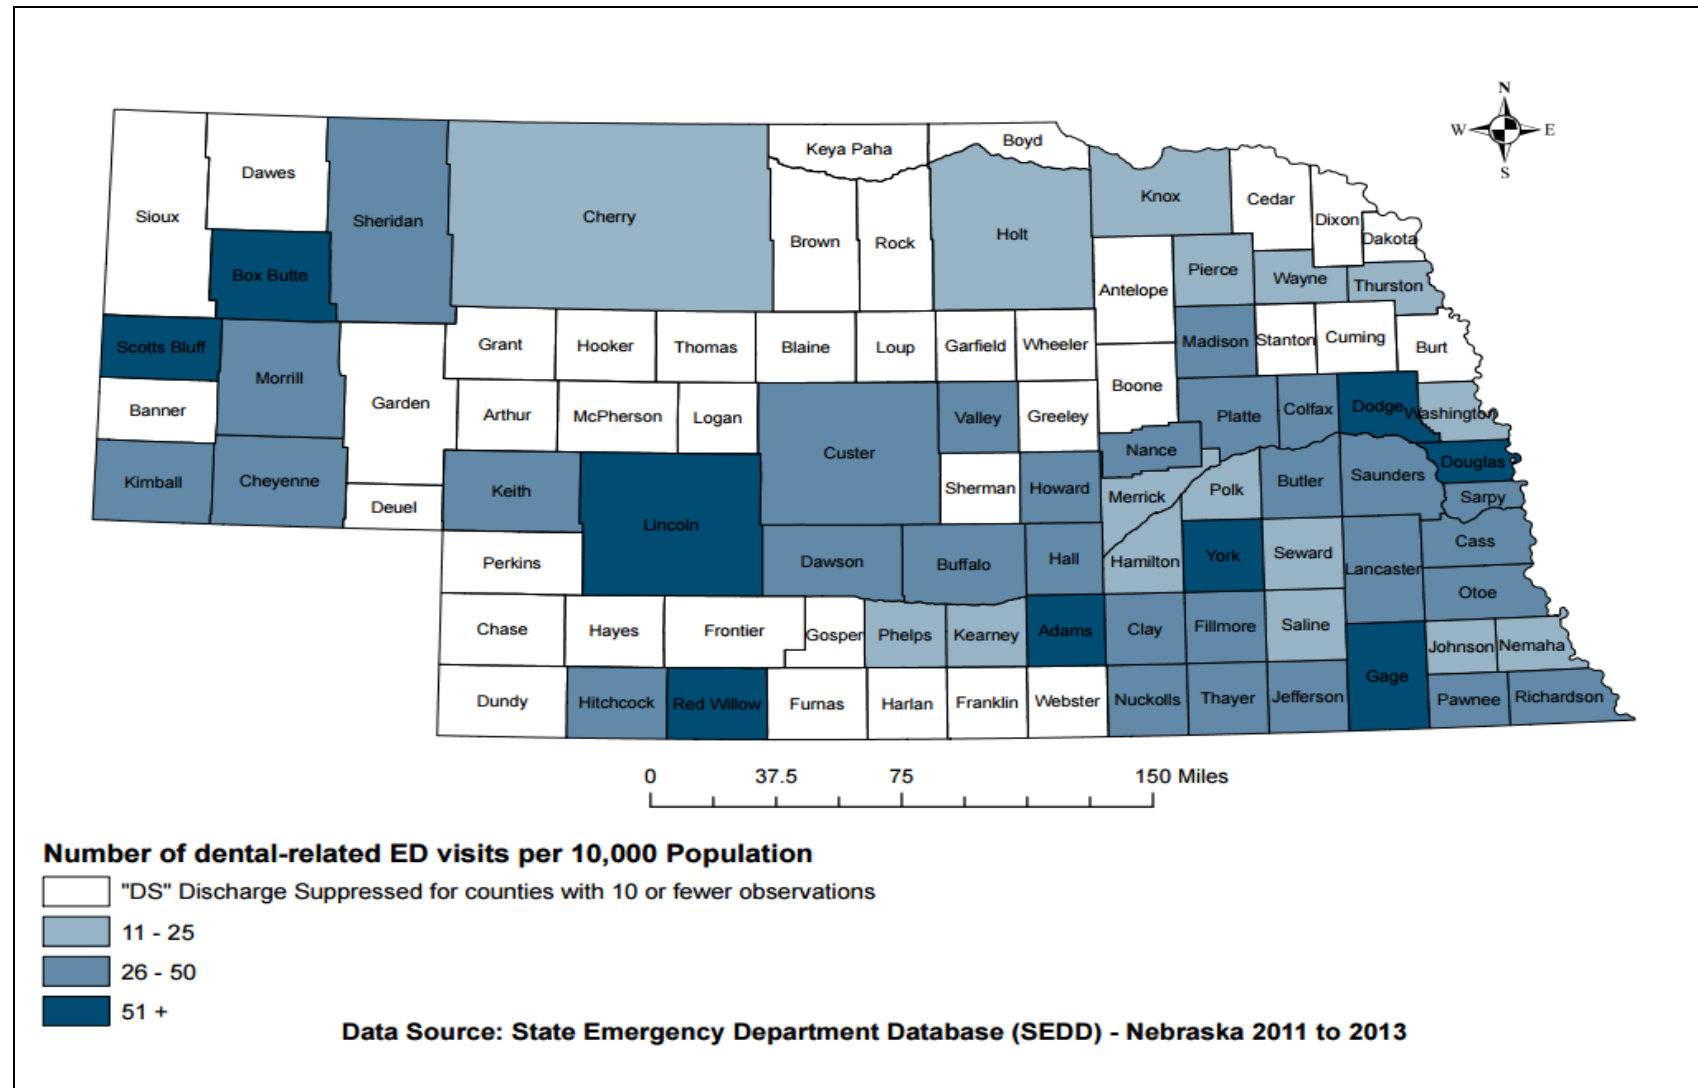 N
W E
S
Keya Paha
Boyd
Dawes
Sioux
Sheridan
Cherry
Knox
Cedar
Dixon
Dakota
Brown
Rock
Holt
Box Butte
Antelope
Pierce
Wayne
Thurston
Scotts Bluff
Morrill
Grant
Hooker
Thomas
Blaine
Loup
Garfield
Wheeler
Madison
Stanton
Cuming
Burt
Banner
Garden
Arthur
McPherson
Logan
Custer
Valley
Greeley
Boone
Platte
Colfax
Dodge
Washington
Kimball
Cheyenne
Deuel
Keith
Lincoln
Sherman
Howard
Nance
Merrick
Polk
Butler
Saunders
Douglas
Sarpy
Perkins
Dawson
Buffalo
Hall
Hamilton
York
Seward
Lancaster
Cass
Otoe
Chase
Hayes
Frontier
Gosper
Phelps
Kearney
Adams
Clay
Fillmore
Saline
Gage
Johnson
Nemaha
Dundy
Hitchcock
Red Willow
Furnas
Harlan
Franklin
Webster
Nuckolls
Thayer
Jefferson
Pawnee
Richardson
0 37.5 75 150 Miles
Number of dental-related ED visits per 10,000 Population
"DS" Discharge Suppressed for counties with 10 or fewer observations
11 - 25
26 - 50
51 +
Data Source: State Emergency Department Database (SEDD) - Nebraska 2011 to 2013